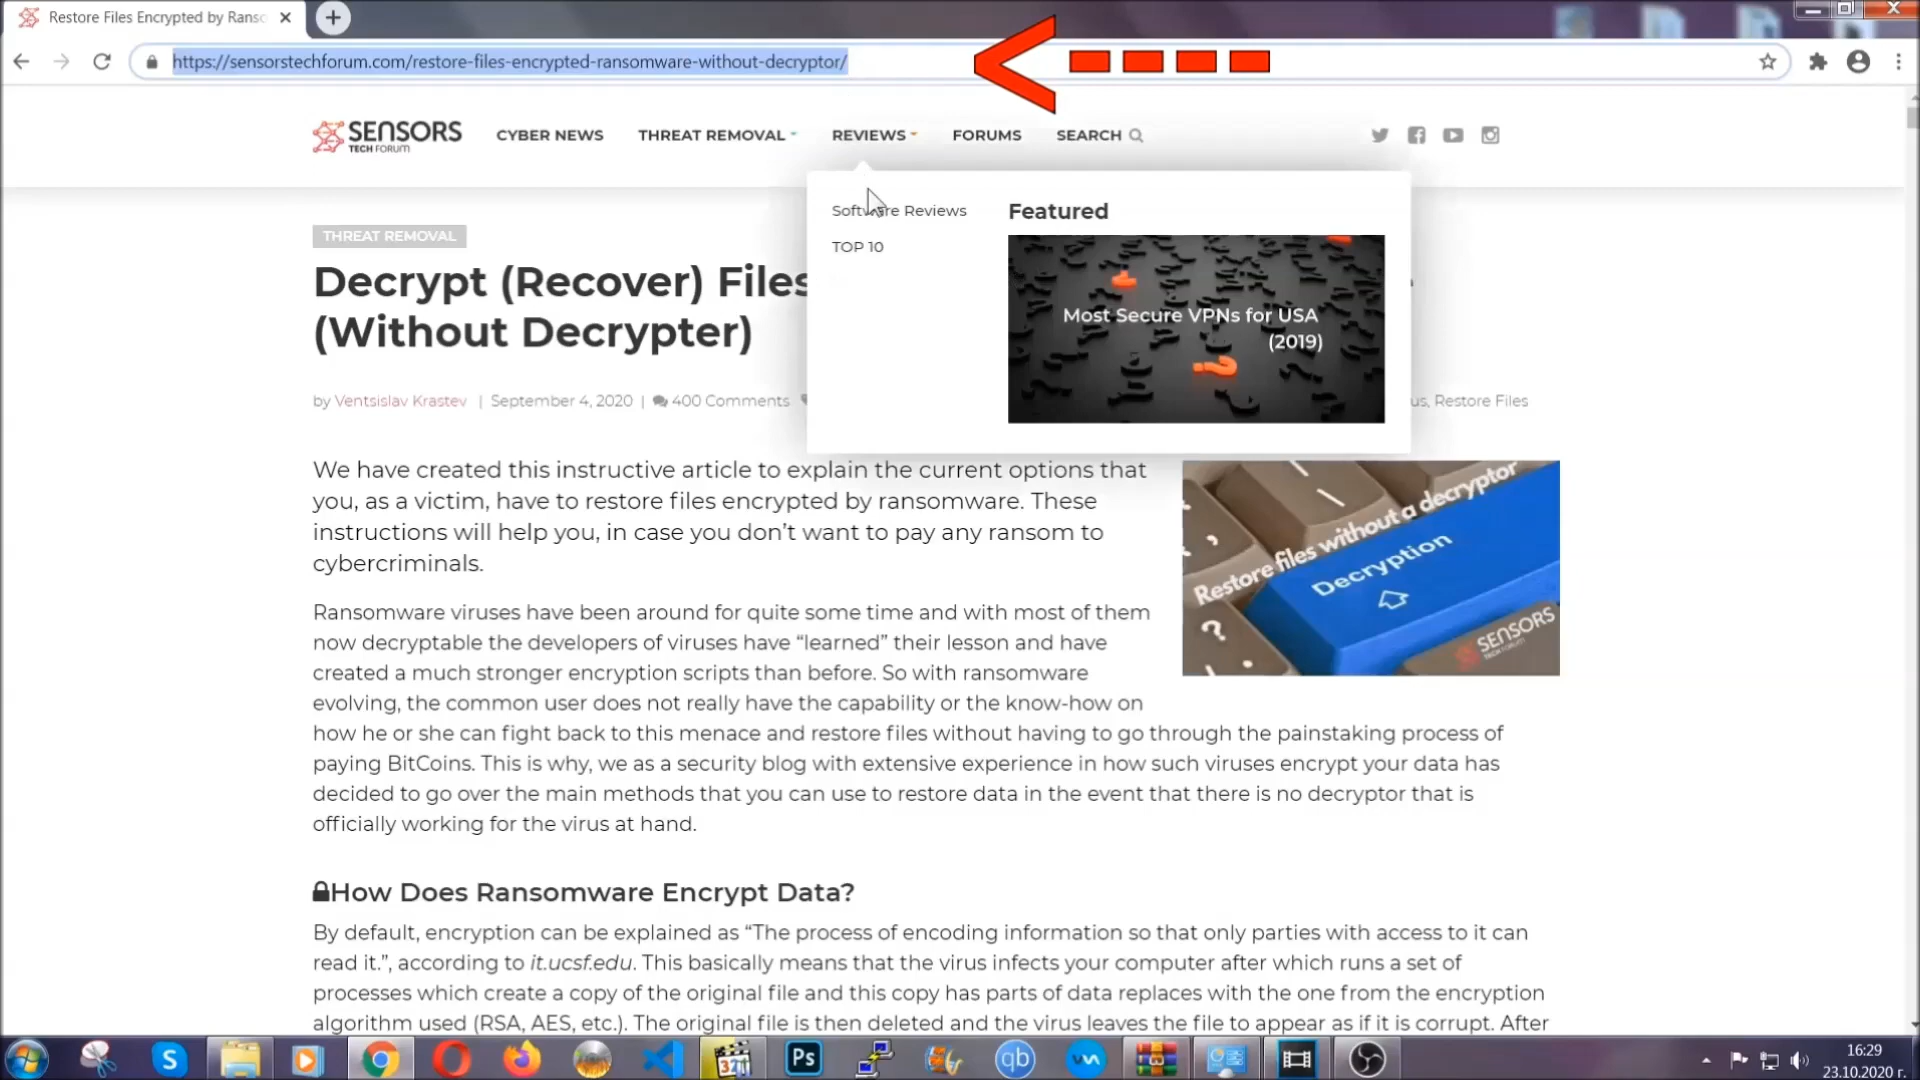 Restore Files Encrypted by Ranso
https://sensorstechforum.com/restore-files-encrypted-ransomware-without-decryptor/
SENSORS
TECH FORUM
CYBER NEWS
THREAT REMOVAL
REVIEWS
FORUMS
SEARCH
Software Reviews
TOP 10
Featured
Most Secure VPNs for USA
(2019)
THREAT REMOVAL
Decrypt (Recover) Files
(Without Decrypter)
by Ventsislav Krastev | September 4, 2020 | 400 Comments
us, Restore Files
We have created this instructive article to explain the current options that
you, as a victim, have to restore files encrypted by ransomware. These
instructions will help you, in case you don’t want to pay any ransom to
cybercriminals.
Restore files without a decryptor
Decryption
SENSORS
TECH FORUM
Ransomware viruses have been around for quite some time and with most of them
now decryptable the developers of viruses have “learned” their lesson and have
created a much stronger encryption scripts than before. So with ransomware
evolving, the common user does not really have the capability or the know-how on
how he or she can fight back to this menace and restore files without having to go through the painstaking process of
paying BitCoins. This is why, we as a security blog with extensive experience in how such viruses encrypt your data has
decided to go over the main methods that you can use to restore data in the event that there is no decryptor that is
officially working for the virus at hand.
How Does Ransomware Encrypt Data?
By default, encryption can be explained as “The process of encoding information so that only parties with access to it can
read it.”, according to it.ucsf.edu. This basically means that the virus infects your computer after which runs a set of
processes which create a copy of the original file and this copy has parts of data replaces with the one from the encryption
algorithm used (RSA, AES, etc.). The original file is then deleted and the virus leaves the file to appear as if it is corrupt. After
S
321
Ps
qb
16:29
23.10.2020 г.